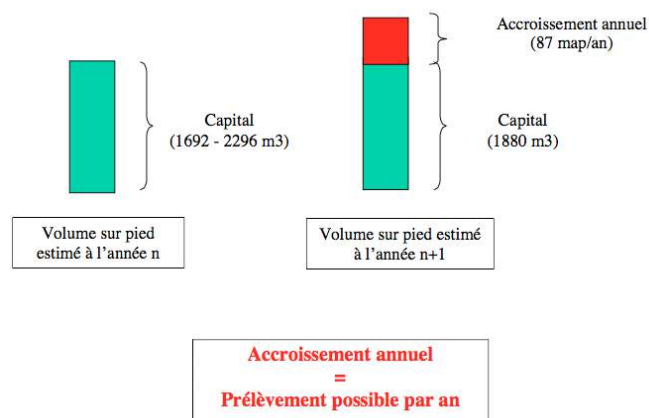 Accroissement annuel
(87 map/an)
Capital
(1692 - 2296 m3)
Capital
(1880 m3)
Volume sur pied
estimé à l'année n
Volume sur pied estimé
à l'année n+1
Accroissement annuel
=
Prélèvement possible par an